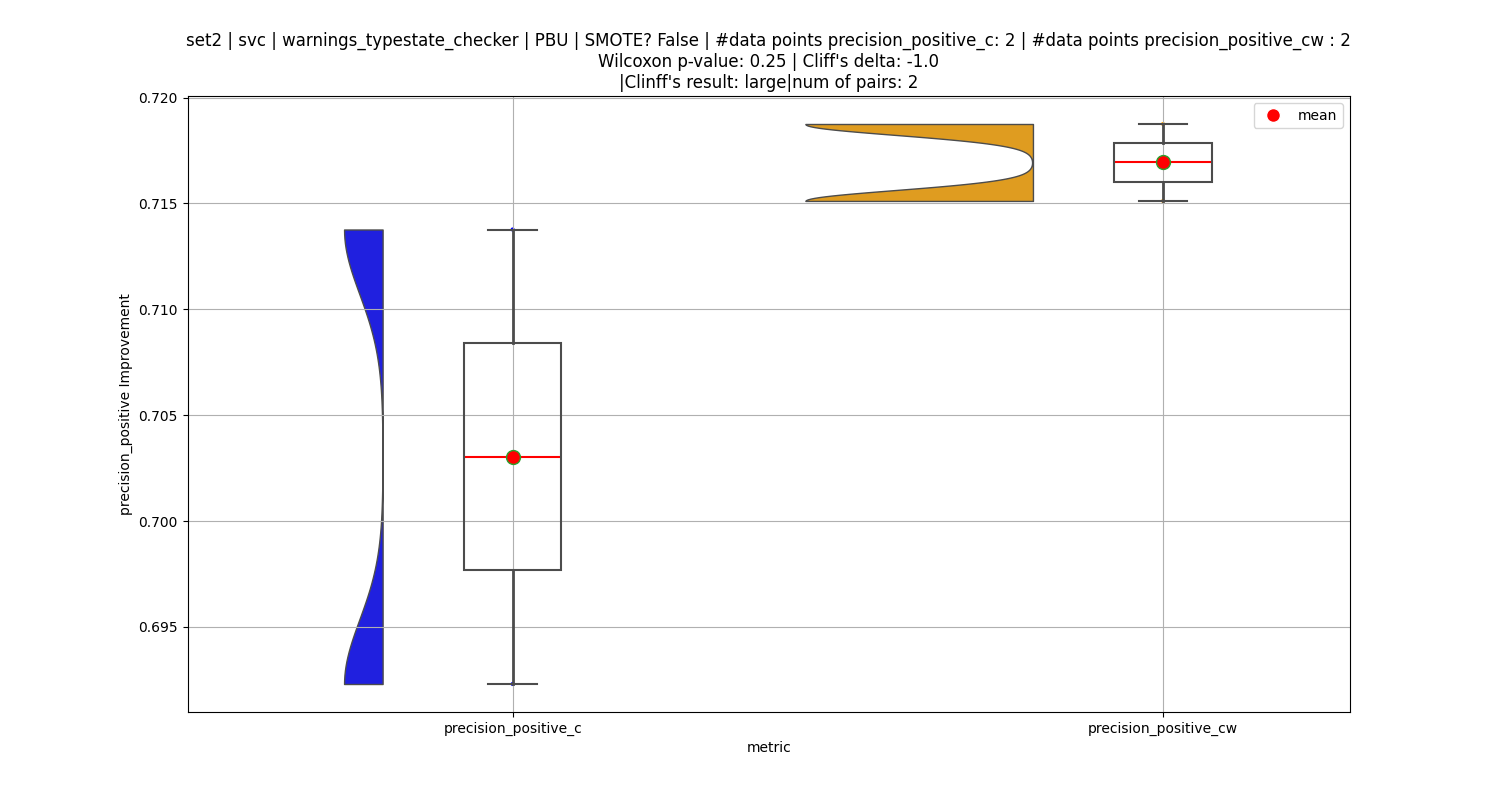 set2 | svc | warnings_typestate_checker | PBU | SMOTE? False | #data points precision_positive_c: 2 | #data points precision_positive_cw : 2
Wilcoxon p-value: 0.25 | Cliff's delta: -1.0
|Clinff's result: large|num of pairs: 2
mean
0.720
0.715
0.710
0.705
0.700
0.695
precision_positive Improvement
precision_positive_c
precision_positive_cw
metric